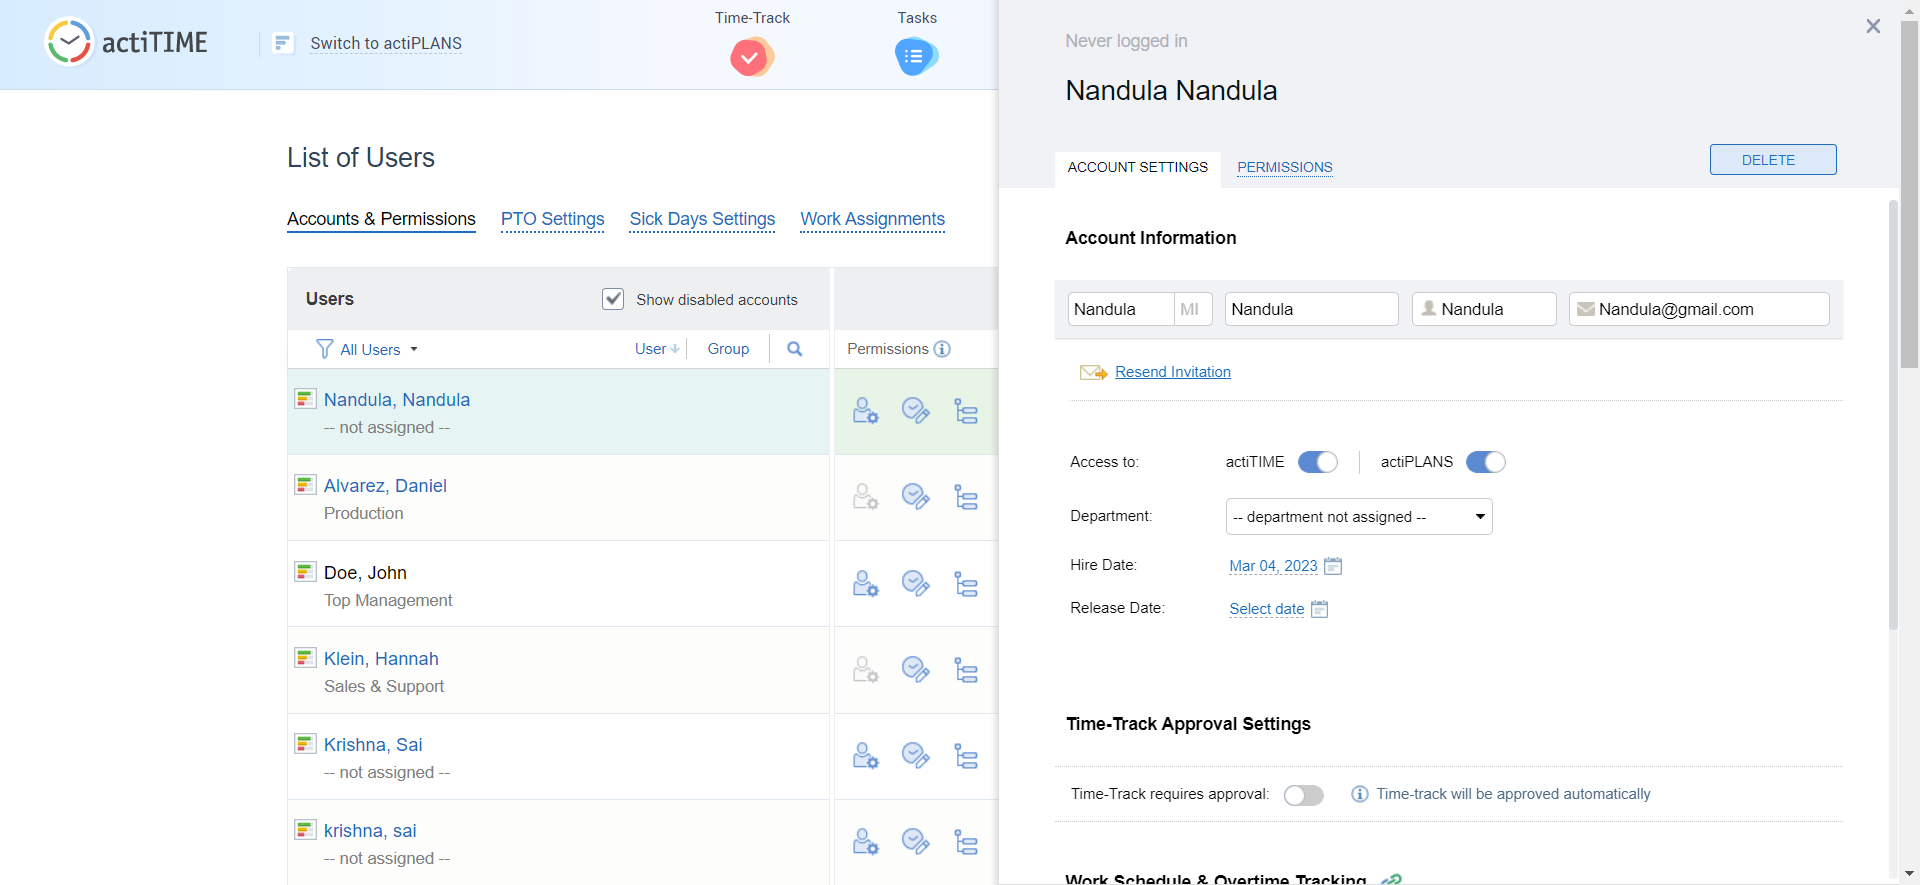 actiTIME
Switch to actiPLANS
Time-Track
Tasks
List of Users
Accounts & Permissions
PTO Settings
Sick Days Settings
Work Assignments
Users
Show disabled accounts
All Users
User
Group
Permissions
Nandula, Nandula
-- not assigned --
Alvarez, Daniel
Production
Doe, John
Top Management
Klein, Hannah
Sales & Support
Krishna, Sai
-- not assigned --
krishna, sai
-- not assigned --
Never logged in
Nandula Nandula
ACCOUNT SETTINGS
PERMISSIONS
DELETE
Account Information
Nandula
MI
Nandula
Nandula
Nandula@gmail.com
Resend Invitation
Access to:
actiTIME
actiPLANS
Department:
-- department not assigned --
Hire Date:
Mar 04, 2023
Release Date:
Select date
Time-Track Approval Settings
Time-Track requires approval:
Time-track will be approved automatically
Work Schedule & Overtime Tracking